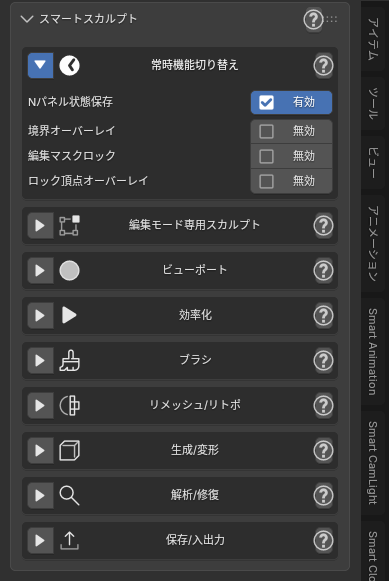 スマートスカルプト
常時機能切り替え
Nパネル状態保存 有効
境界オーバーレイ 無効
編集マスクロック 無効
ロック頂点オーバーレイ 無効
編集モード専用スカルプト
ビューポート
効率化
ブラシ
リメッシュ/リトポ
生成/変形
解析/修復
保存/入出力
アイテム
ツール
ビュー
アニメーション
Smart Animation
Smart CamLight
Smart Clo